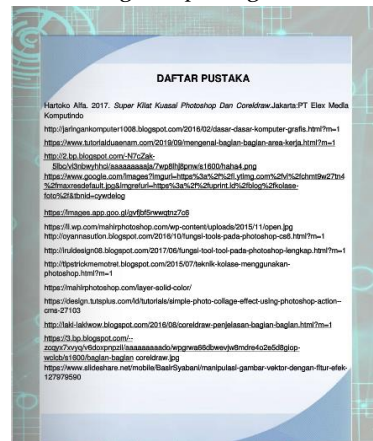 DAFTAR PUSTAKA
Hartoko Alfa. 2017. Super Kilat Kuasai Photoshop Dan Coreldraw.Jakarta:PT Elex Media
Komputindo
http://jaringankomputer1008.blogspot.com/2016/02/dasar-dasar-komputer-grafis.html?m=1
https://www.tutorialduaenam.com/2019/09/mengenal-bagian-bagian-area-kerja.html?m=1
http://2.bp.blogspot.com/-N7cZak-
https://www.google.com/images?imgurl=https%3a%2f%2fi.ytimg.com%2fvi%2fchmt9w27tn4
%2fmaxresdefault.jpg&imgrefurl=https%3a%2f%2fuprint.id%2fblog%2fkolase-
foto%2f&tbnid=cywdelog
https://images.app.goo.gl/gvfjbf5rwwqtnz7c6
https://li.wp.com/mahirphotoshop.com/wp-content/uploads/2015/11/open.jpg
http://oyannasution.blogspot.com/2016/10/fungsi-tools-pada-photoshop-cs6.html?m=1
http://iruldesign08.blogspot.com/2017/06/fungsi-tool-tool-pada-photoshop-lengkap.html?m=1
http://tipstrickmemotret.blogspot.com/2015/07/teknik-kolase-menggunakan-
photoshop.html?m=1
https://mahirphotoshop.com/layer-solid-color/
https://design.tutsplus.com/id/tutorials/simple-photo-collage-effect-using-photoshop-action--
cms-27103
http://laki-lakiwow.blogspot.com/2016/08/coreldraw-penjelasan-bagian-bagian.html?m=1
https://3.bp.blogspot.com/--
coreldraw.jpg
https://www.slideshare.net/mobile/BasirSyabani/manipulasi-gambar-vektor-dengan-fitur-efek-
127979590